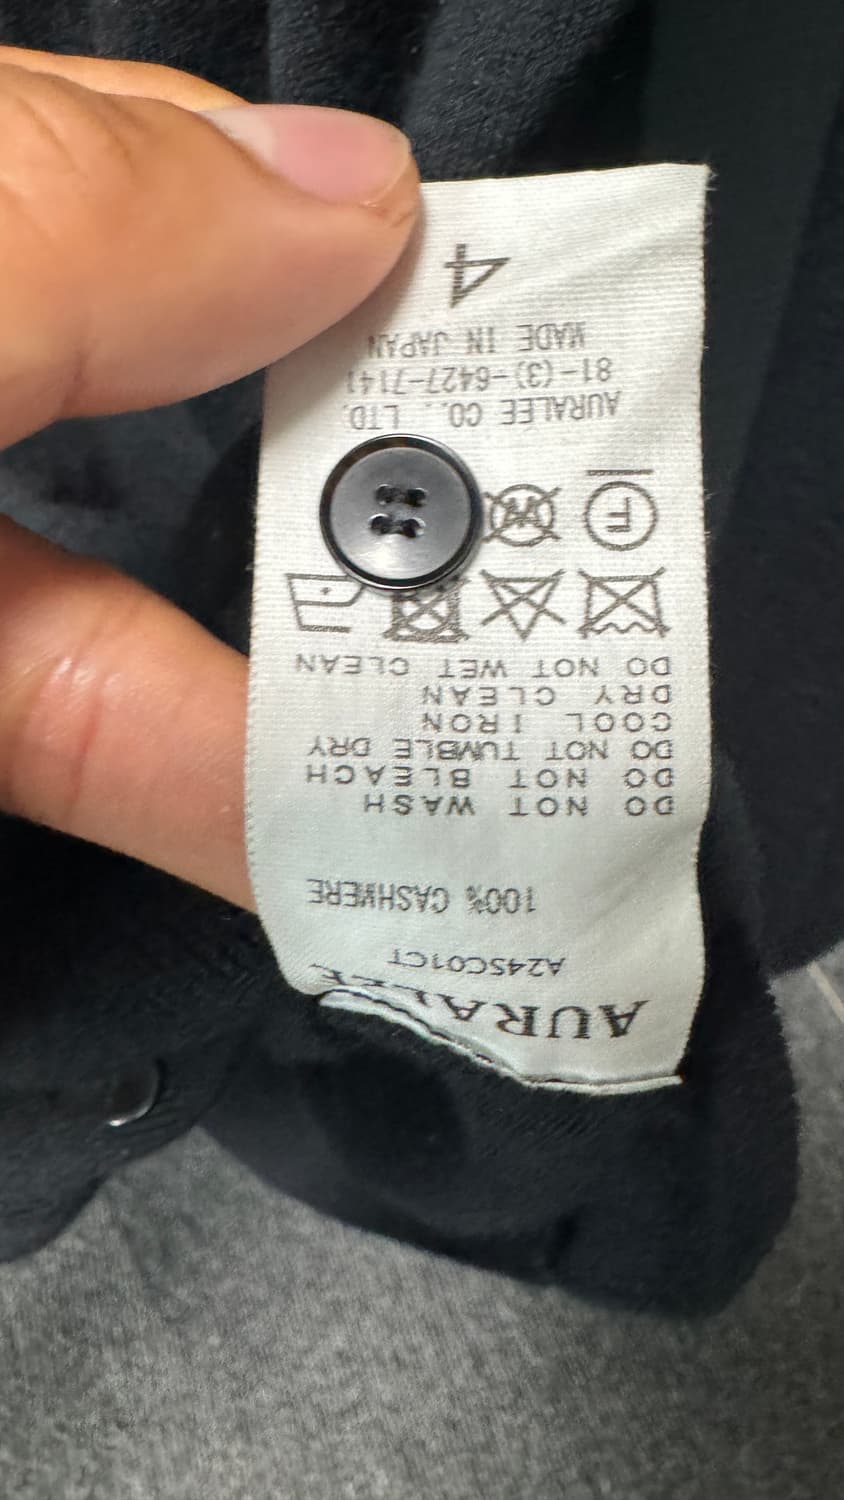 AURALEE
A24SC01CT
100% CASHMERE
DO NOT WASH
DO NOT BLEACH
DO NOT TUMBLE DRY
COOL IRON
DRY CLEAN
DO NOT WET CLEAN
F W
AURALEE CO., LTD.
81-(3)-6427-7141
MADE IN JAPAN
4